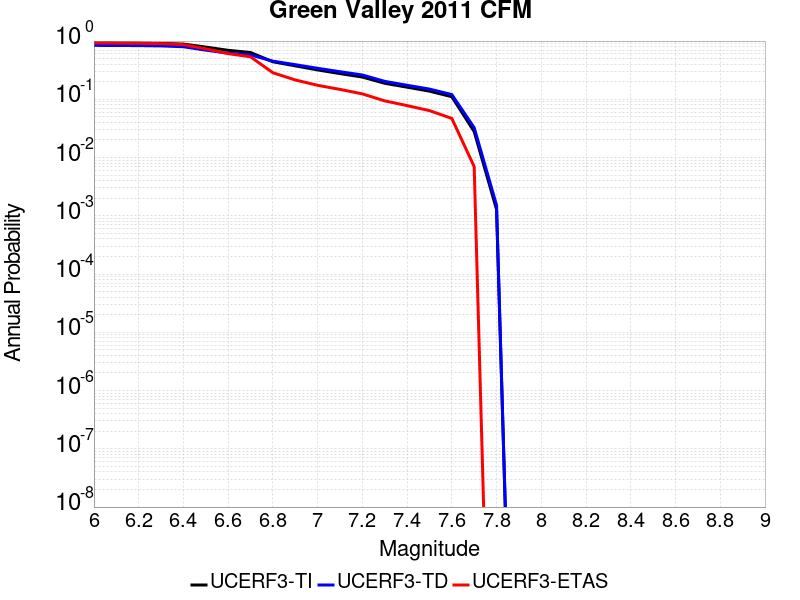 Green Valley 2011 CFM
Annual Probability
10^0
10^-1
10^-2
10^-3
10^-4
10^-5
10^-6
10^-7
10^-8
6 6.2 6.4 6.6 6.8 7 7.2 7.4 7.6 7.8 8 8.2 8.4 8.6 8.8 9
Magnitude
UCERF3-TI UCERF3-TD UCERF3-ETAS